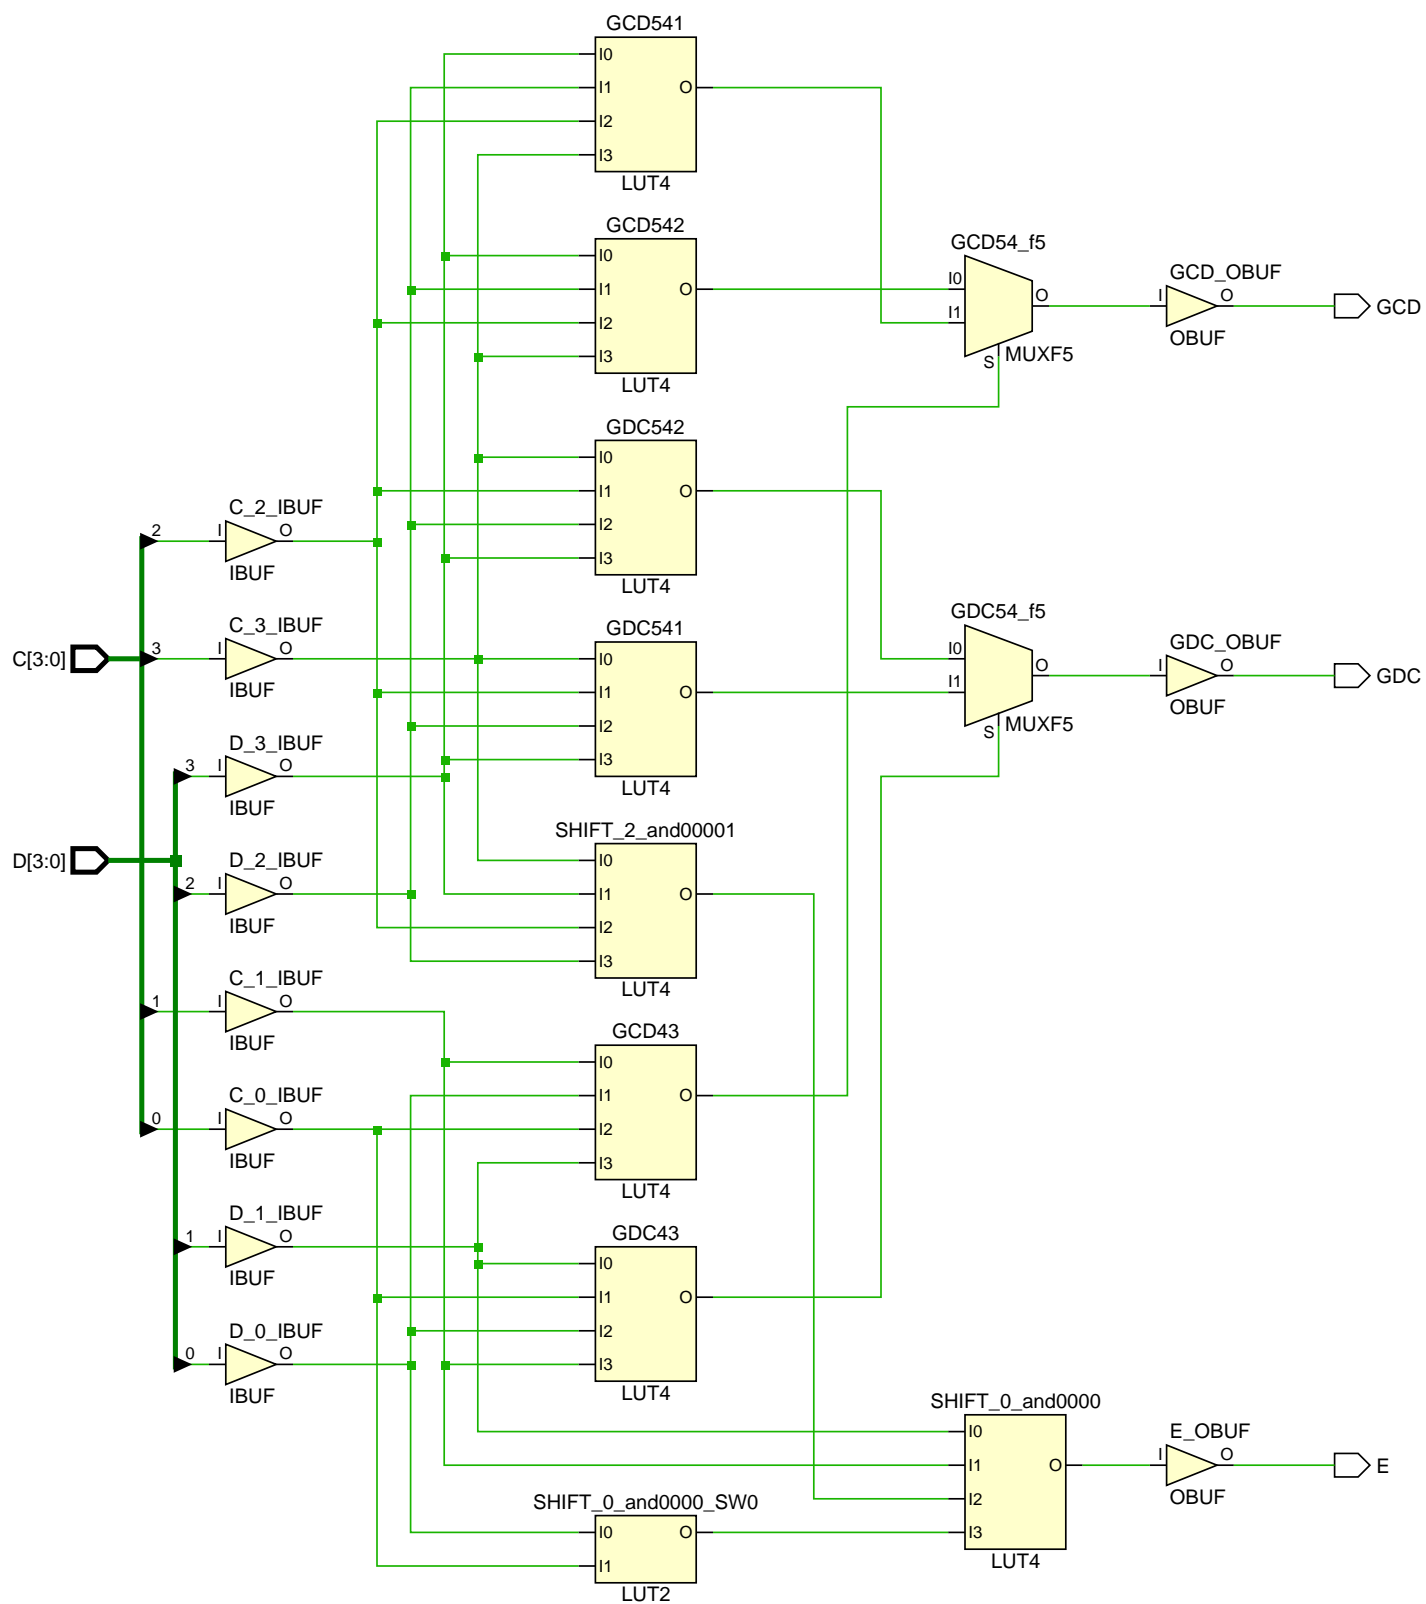 GCD541
I0
I1
O
I2
I3
LUT4
GCD542
I0
I1
O
I2
I3
LUT4
GCD54_f5
I0
I1
O
S
MUXF5
GCD_OBUF
I
O
OBUF
GCD
GDC542
I0
I1
O
I2
I3
LUT4
C_2_IBUF
2
I
O
IBUF
C[3:0]
C_3_IBUF
3
I
O
IBUF
GDC541
I0
I1
O
I2
I3
LUT4
GDC54_f5
I0
I1
O
S
MUXF5
GDC_OBUF
I
O
OBUF
GDC
D_3_IBUF
3
I
O
IBUF
D[3:0]
D_2_IBUF
2
I
O
IBUF
SHIFT_2_and00001
I0
I1
O
I2
I3
LUT4
C_1_IBUF
1
I
O
IBUF
C_0_IBUF
0
I
O
IBUF
GCD43
I0
I1
O
I2
I3
LUT4
D_1_IBUF
1
I
O
IBUF
GDC43
I0
I1
O
I2
I3
LUT4
D_0_IBUF
0
I
O
IBUF
SHIFT_0_and0000
I0
I1
O
I2
I3
LUT4
E_OBUF
I
O
OBUF
E
SHIFT_0_and0000_SW0
I0
O
I1
LUT2